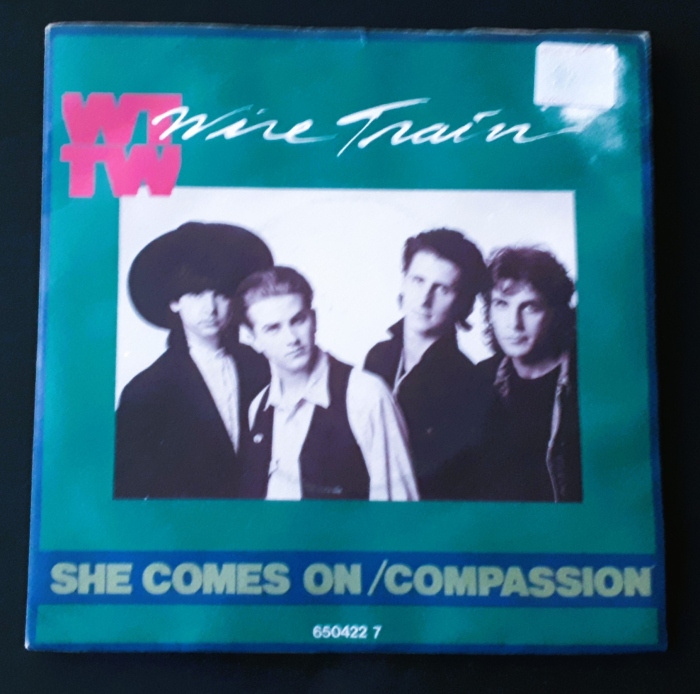 WT
TW
Wire Train
SHE COMES ON/COMPASSION
650422 7